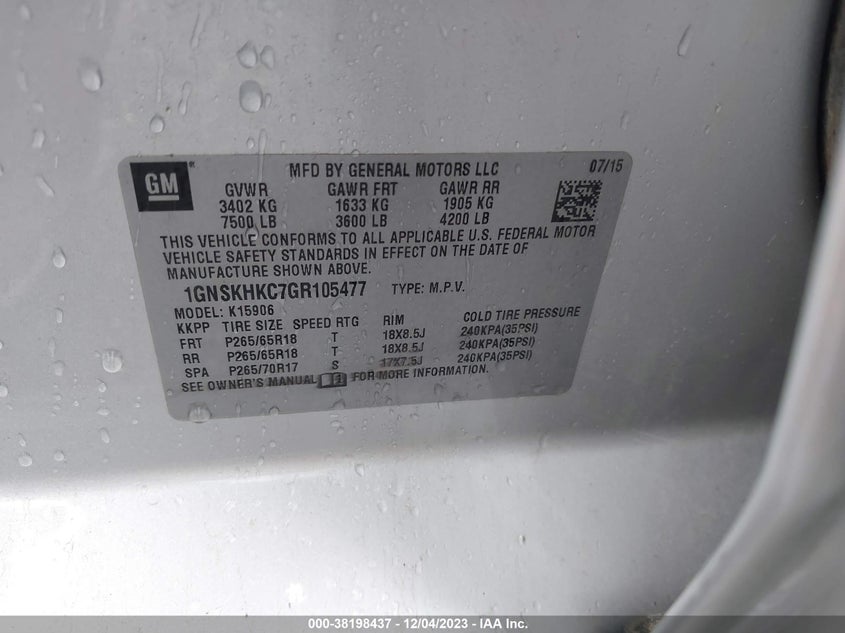 GM®
MFD BY GENERAL MOTORS LLC 07/15
GVWR GAWR FRT GAWR RR
3402 KG 1633 KG 1905 KG
7500 LB 3600 LB 4200 LB
THIS VEHICLE CONFORMS TO ALL APPLICABLE U.S. FEDERAL MOTOR
VEHICLE SAFETY STANDARDS IN EFFECT ON THE DATE OF
MANUFACTURE SHOWN ABOVE.
1GNSKHKC7GR105477 TYPE: M.P.V.
MODEL: K15906
KKPP TIRE SIZE SPEED RTG RIM COLD TIRE PRESSURE
FRT P265/65R18 T 18X8.5J 240KPA(35PSI)
RR P265/65R18 T 18X8.5J 240KPA(35PSI)
SPA P265/70R17 S 17X7.5J 240KPA(35PSI)
SEE OWNER'S MANUAL FOR MORE INFORMATION.
000-38198437 - 12/04/2023 - IAA Inc.